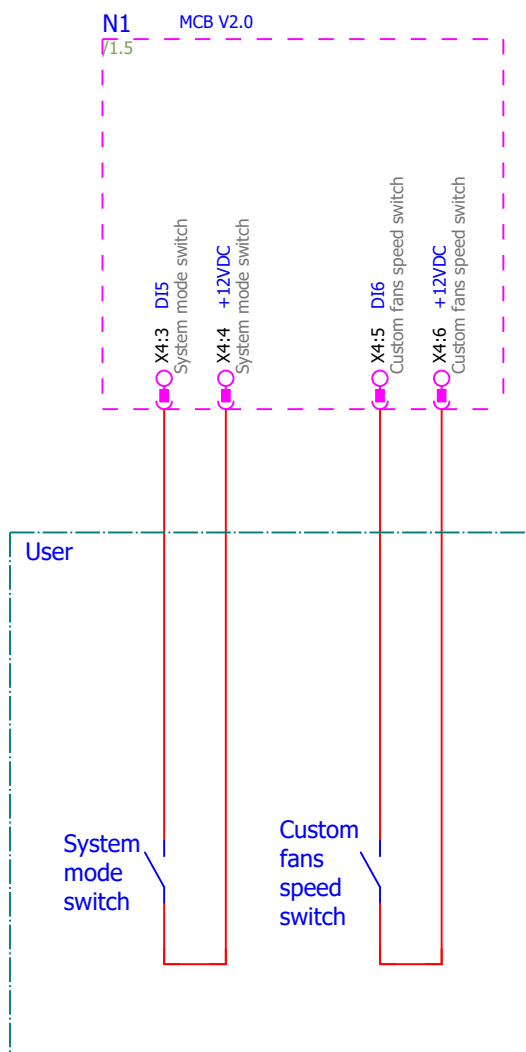 N1
MCB V2.0
/1.5
X4:3 DI5
System mode switch
X4:4 +12VDC
System mode switch
X4:5 DI6
Custom fans speed switch
X4:6 +12VDC
Custom fans speed switch
User
System
mode
switch
Custom
fans
speed
switch